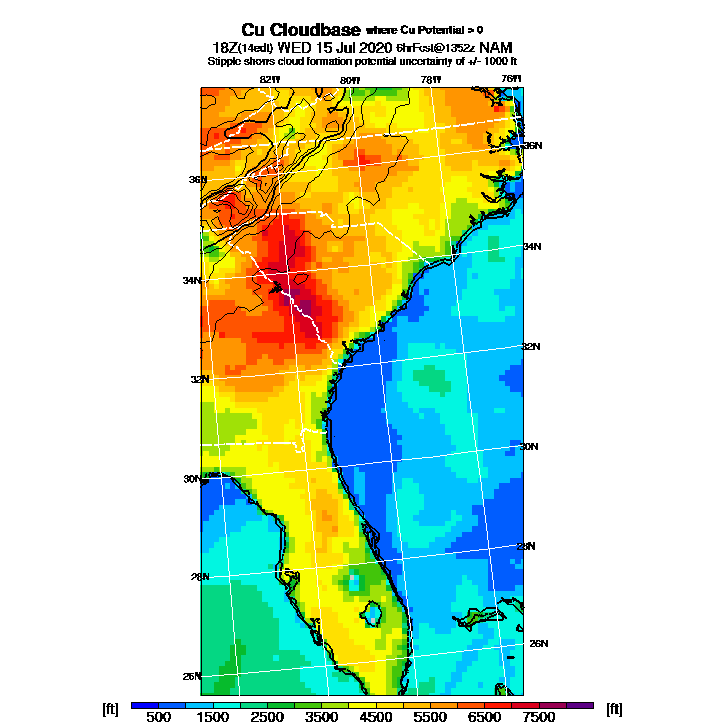 Cu Cloudbase where Cu Potential > 0
18Z(14edt) WED 15 Jul 2020 6hrFcst@1352z NAM
Stipple shows cloud formation potential uncertainty of +/- 1000 ft
82W 80W 78W 76W
36N
36N
34N
34N
32N
32N
30N
30N
28N
28N
26N
26N
[ft] 500 1500 2500 3500 4500 5500 6500 7500 [ft]